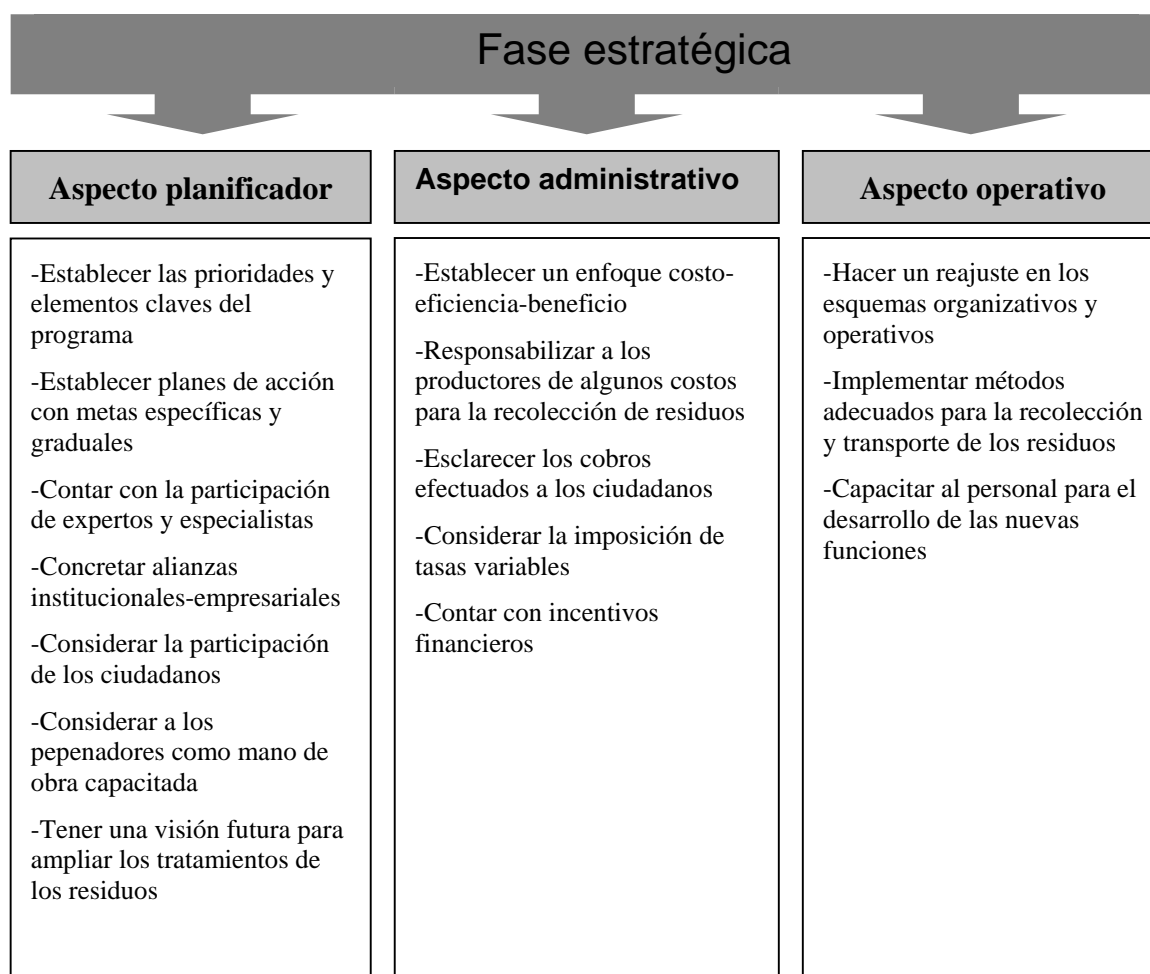 Fase estratégica
Aspecto planificador
-Establecer las prioridades y
elementos claves del
programa
-Establecer planes de acción
con metas específicas y
graduales
-Contar con la participación
de expertos y especialistas
-Concretar alianzas
institucionales-empresariales
-Considerar la participación
de los ciudadanos
-Considerar a los
pepenadores como mano de
obra capacitada
-Tener una visión futura para
ampliar los tratamientos de
los residuos
Aspecto administrativo
-Establecer un enfoque costo-
eficiencia-beneficio
-Responsabilizar a los
productores de algunos costos
para la recolección de residuos
-Esclarecer los cobros
efectuados a los ciudadanos
-Considerar la imposición de
tasas variables
-Contar con incentivos
financieros
Aspecto operativo
-Hacer un reajuste en los
esquemas organizativos y
operativos
-Implementar métodos
adecuados para la recolección
y transporte de los residuos
-Capacitar al personal para el
desarrollo de las nuevas
funciones